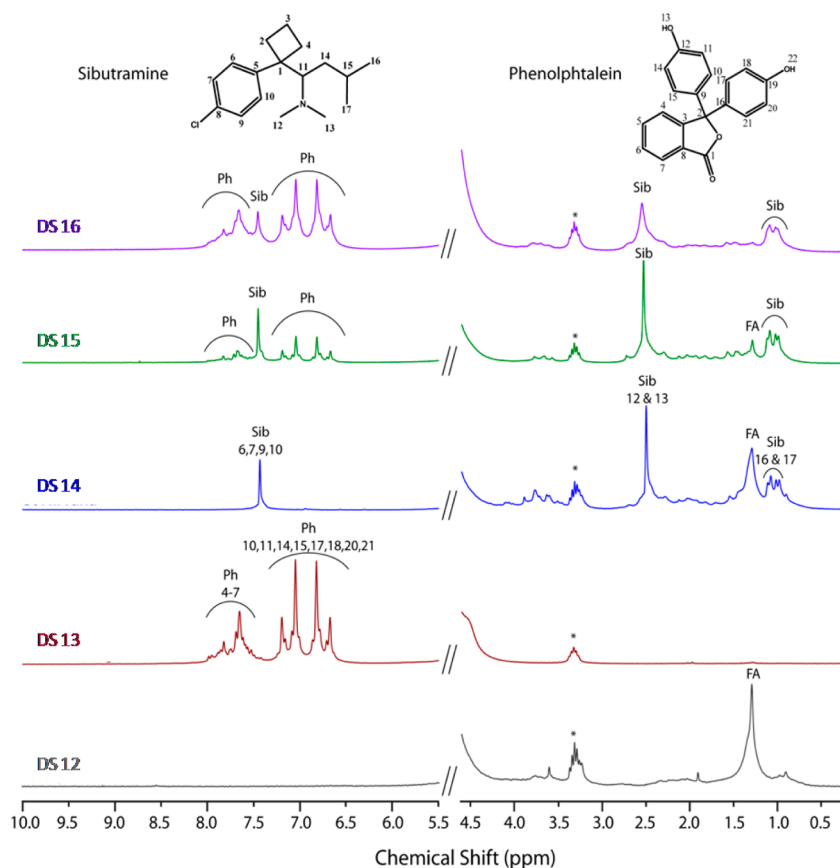 Sibutramine
3
2
4
6
5
1
14
15
16
7
11
8
10
N
17
Cl
9
12
13
Phenolphtalein
13
HO
12
11
14
10
15
9
18
22
OH
17
19
4
16
20
5
3
2
21
6
8
O
7
1
O
DS 16
Ph
Sib
Ph
*
Sib
Sib
DS 15
Ph
Sib
Ph
*
Sib
FA
Sib
DS 14
Sib
6,7,9,10
*
Sib
12 & 13
FA
Sib
16 & 17
DS 13
Ph
4-7
Ph
10,11,14,15,17,18,20,21
*
DS 12
*
FA
10.0 9.5 9.0 8.5 8.0 7.5 7.0 6.5 6.0 5.5 4.5 4.0 3.5 3.0 2.5 2.0 1.5 1.0 0.5
Chemical Shift (ppm)